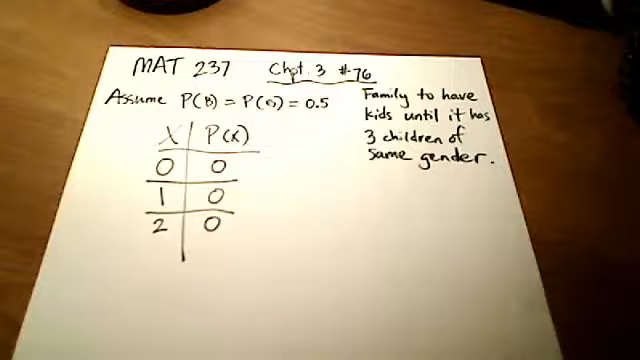 MAT 237 Chpt. 3 #76
Assume P(B) = P(G) = 0.5
Family to have
kids until it has
3 children of
same gender.
X P(X)
0 0
1 0
2 0